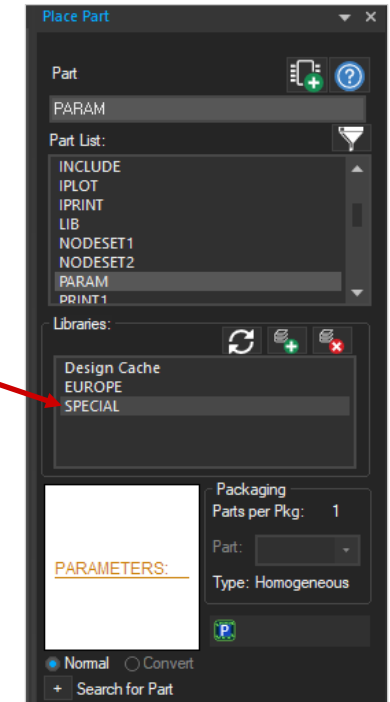 Place Part
Part
PARAM
Part List:
INCLUDE
IPLOT
IPRINT
LIB
NODESET1
NODESET2
PARAM
PRINT1
Libraries:
Design Cache
EUROPE
SPECIAL
PARAMETERS:
Packaging
Parts per Pkg: 1
Part:
Type: Homogeneous
P
Normal Convert
+ Search for Part